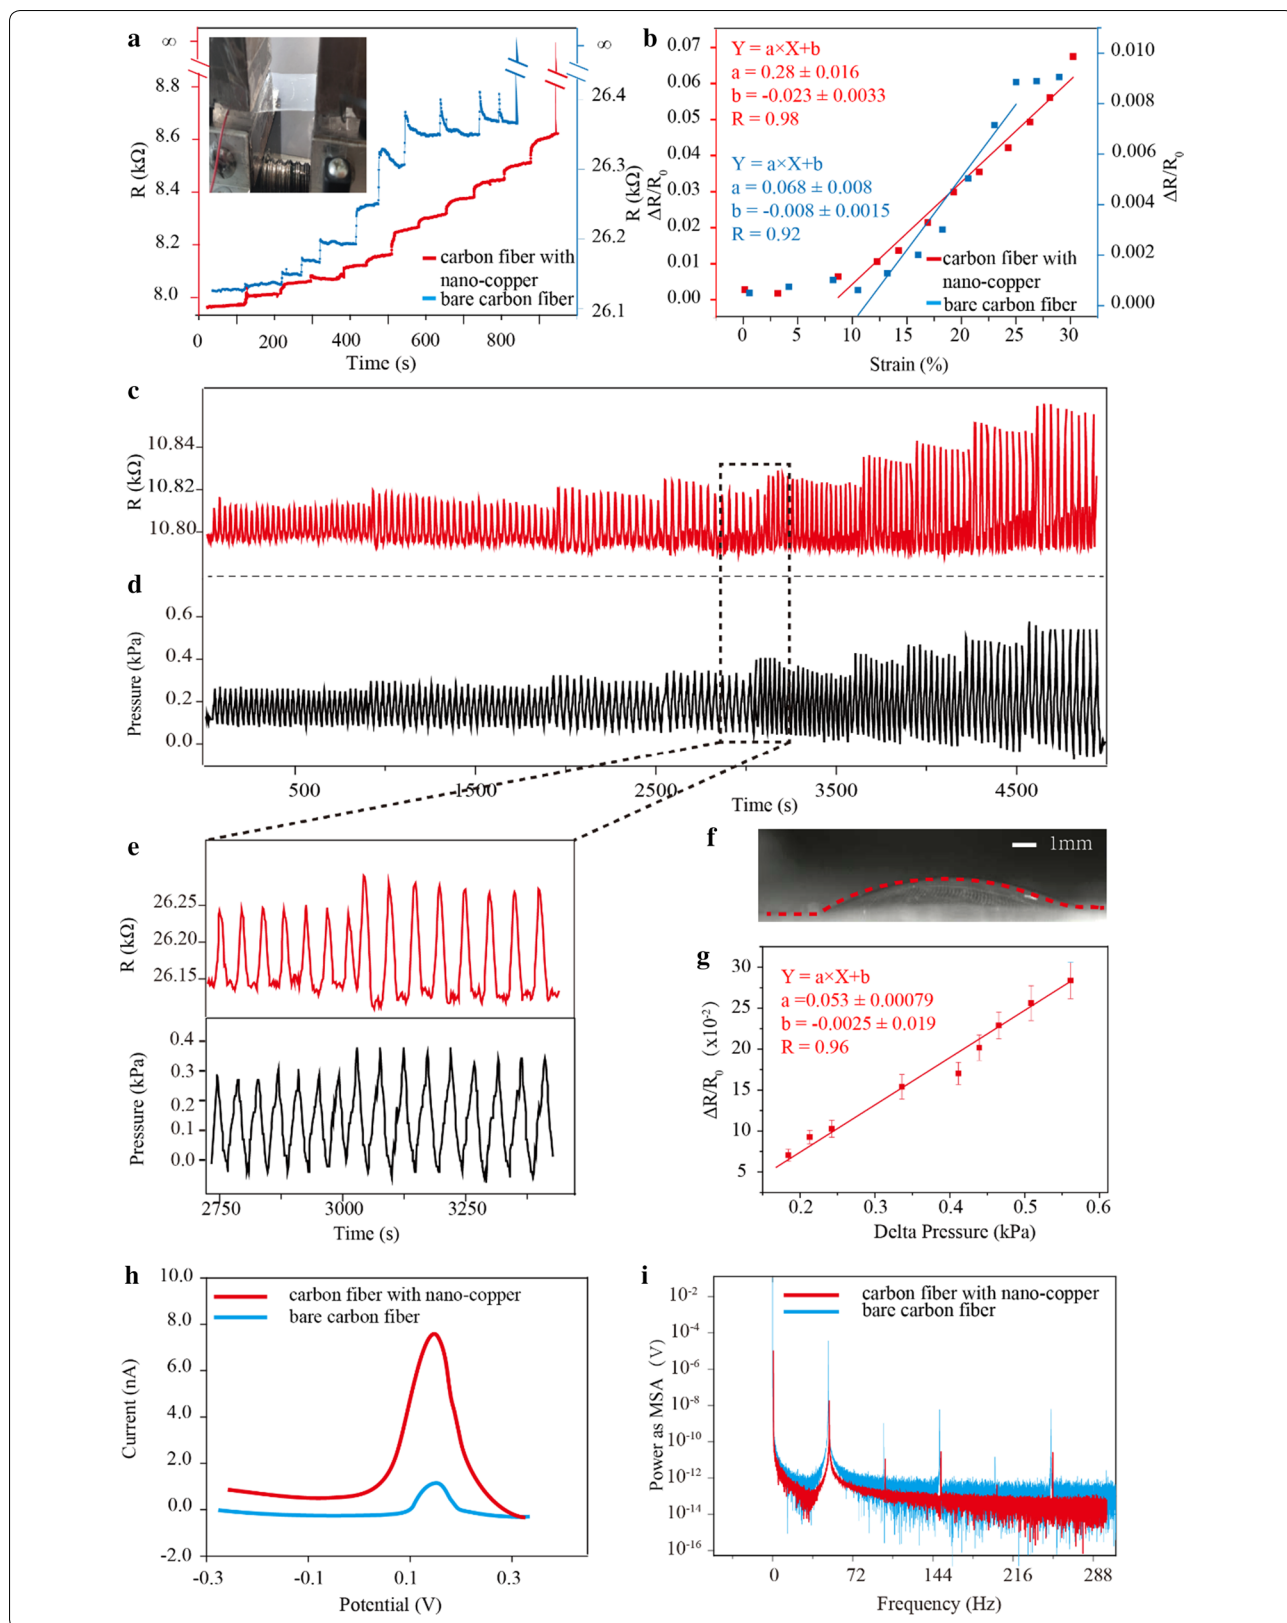 a
∞
8.8
8.6
8.4
8.2
8.0
R (kΩ)
∞
26.4
26.3
26.2
26.1
R (kΩ)
carbon fiber with
nano-copper
bare carbon fiber
0
200
400
600
800
Time (s)
b
0.07
0.06
0.05
0.04
0.03
0.02
0.01
0.00
ΔR/R0
Y = a×X+b
a = 0.28 ± 0.016
b = -0.023 ± 0.0033
R = 0.98
Y = a×X+b
a = 0.068 ± 0.008
b = -0.008 ± 0.0015
R = 0.92
carbon fiber with
nano-copper
bare carbon fiber
0.010
0.008
0.006
0.004
0.002
0.000
ΔR/R0
0
5
10
15
20
25
30
Strain (%)
c
10.84
10.82
10.80
R (kΩ)
d
0.6
0.4
0.2
0.0
Pressure (kPa)
500
1500
2500
3500
4500
Time (s)
e
26.25
26.20
26.15
R (kΩ)
0.4
0.3
0.2
0.1
0.0
Pressure (kPa)
2750
3000
3250
Time (s)
f
1mm
g
30
25
20
15
10
5
ΔR/R0 (x10-2)
Y = a×X+b
a =0.053 ± 0.00079
b = -0.0025 ± 0.019
R = 0.96
0.2
0.3
0.4
0.5
0.6
Delta Pressure (kPa)
h
10.0
8.0
6.0
4.0
2.0
0.0
-2.0
Current (nA)
carbon fiber with nano-copper
bare carbon fiber
-0.3
-0.1
0.1
0.3
Potential (V)
i
10-2
10-4
10-6
10-8
10-10
10-12
10-14
10-16
Power as MSA (V)
carbon fiber with nano-copper
bare carbon fiber
0
72
144
216
288
Frequency (Hz)